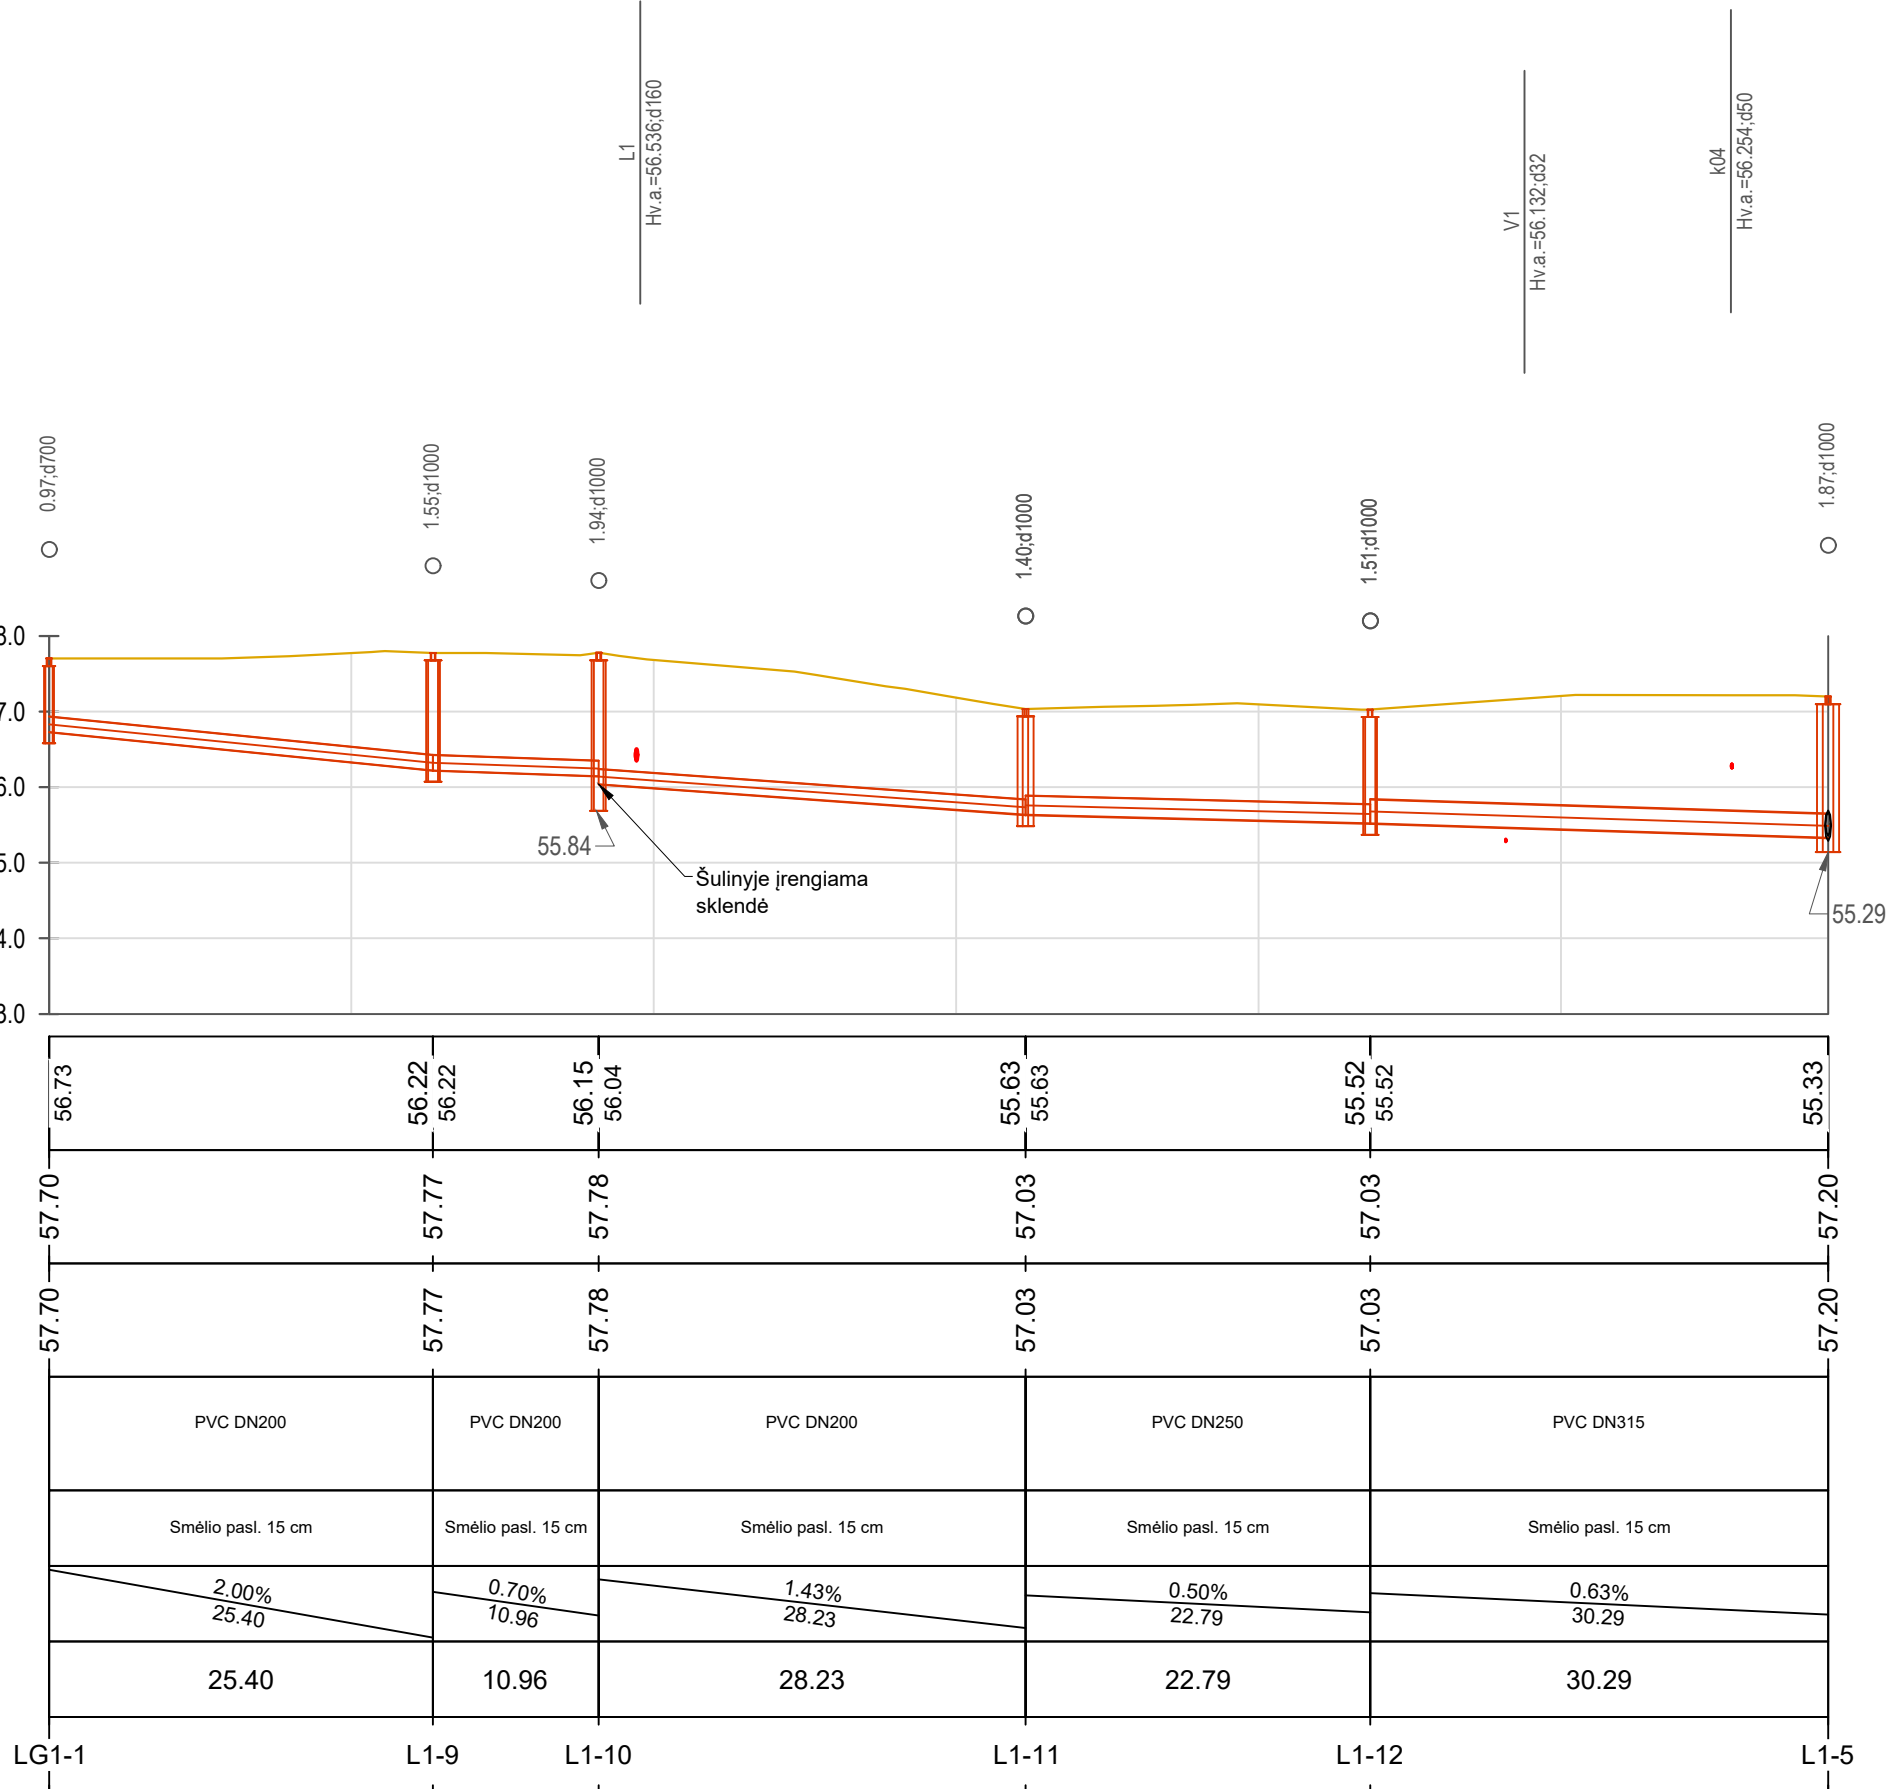 L1
Hv.a.=56.536;d160
V1
Hv.a.=56.132;d32
k04
Hv.a.=56.254;d50
0.97;d700
1.55;d1000
1.94;d1000
1.40;d1000
1.51;d1000
1.87;d1000
8.0
7.0
6.0
5.0
4.0
3.0
55.84
Šulinyje įrengiama
sklendė
55.29
56.73
56.22
56.22
56.15
56.04
55.63
55.63
55.52
55.52
55.33
57.70
57.77
57.78
57.03
57.03
57.20
57.70
57.77
57.78
57.03
57.03
57.20
PVC DN200
PVC DN200
PVC DN200
PVC DN250
PVC DN315
Smėlio pasl. 15 cm
Smėlio pasl. 15 cm
Smėlio pasl. 15 cm
Smėlio pasl. 15 cm
Smėlio pasl. 15 cm
2.00%
25.40
0.70%
10.96
1.43%
28.23
0.50%
22.79
0.63%
30.29
25.40
10.96
28.23
22.79
30.29
LG1-1
L1-9
L1-10
L1-11
L1-12
L1-5